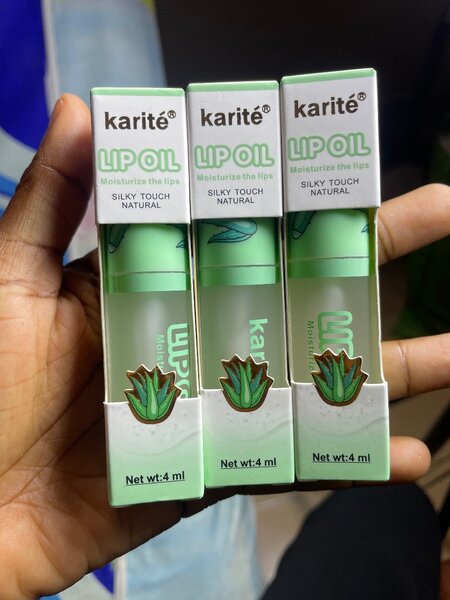 karité®
LIP OIL
Moisturize the lips
SILKY TOUCH
NATURAL
Net wt:4 ml
karité®
LIP OIL
Moisturize the lips
SILKY TOUCH
NATURAL
Net wt:4 ml
karité®
LIP OIL
Moisturize the lips
SILKY TOUCH
NATURAL
Net wt:4 ml